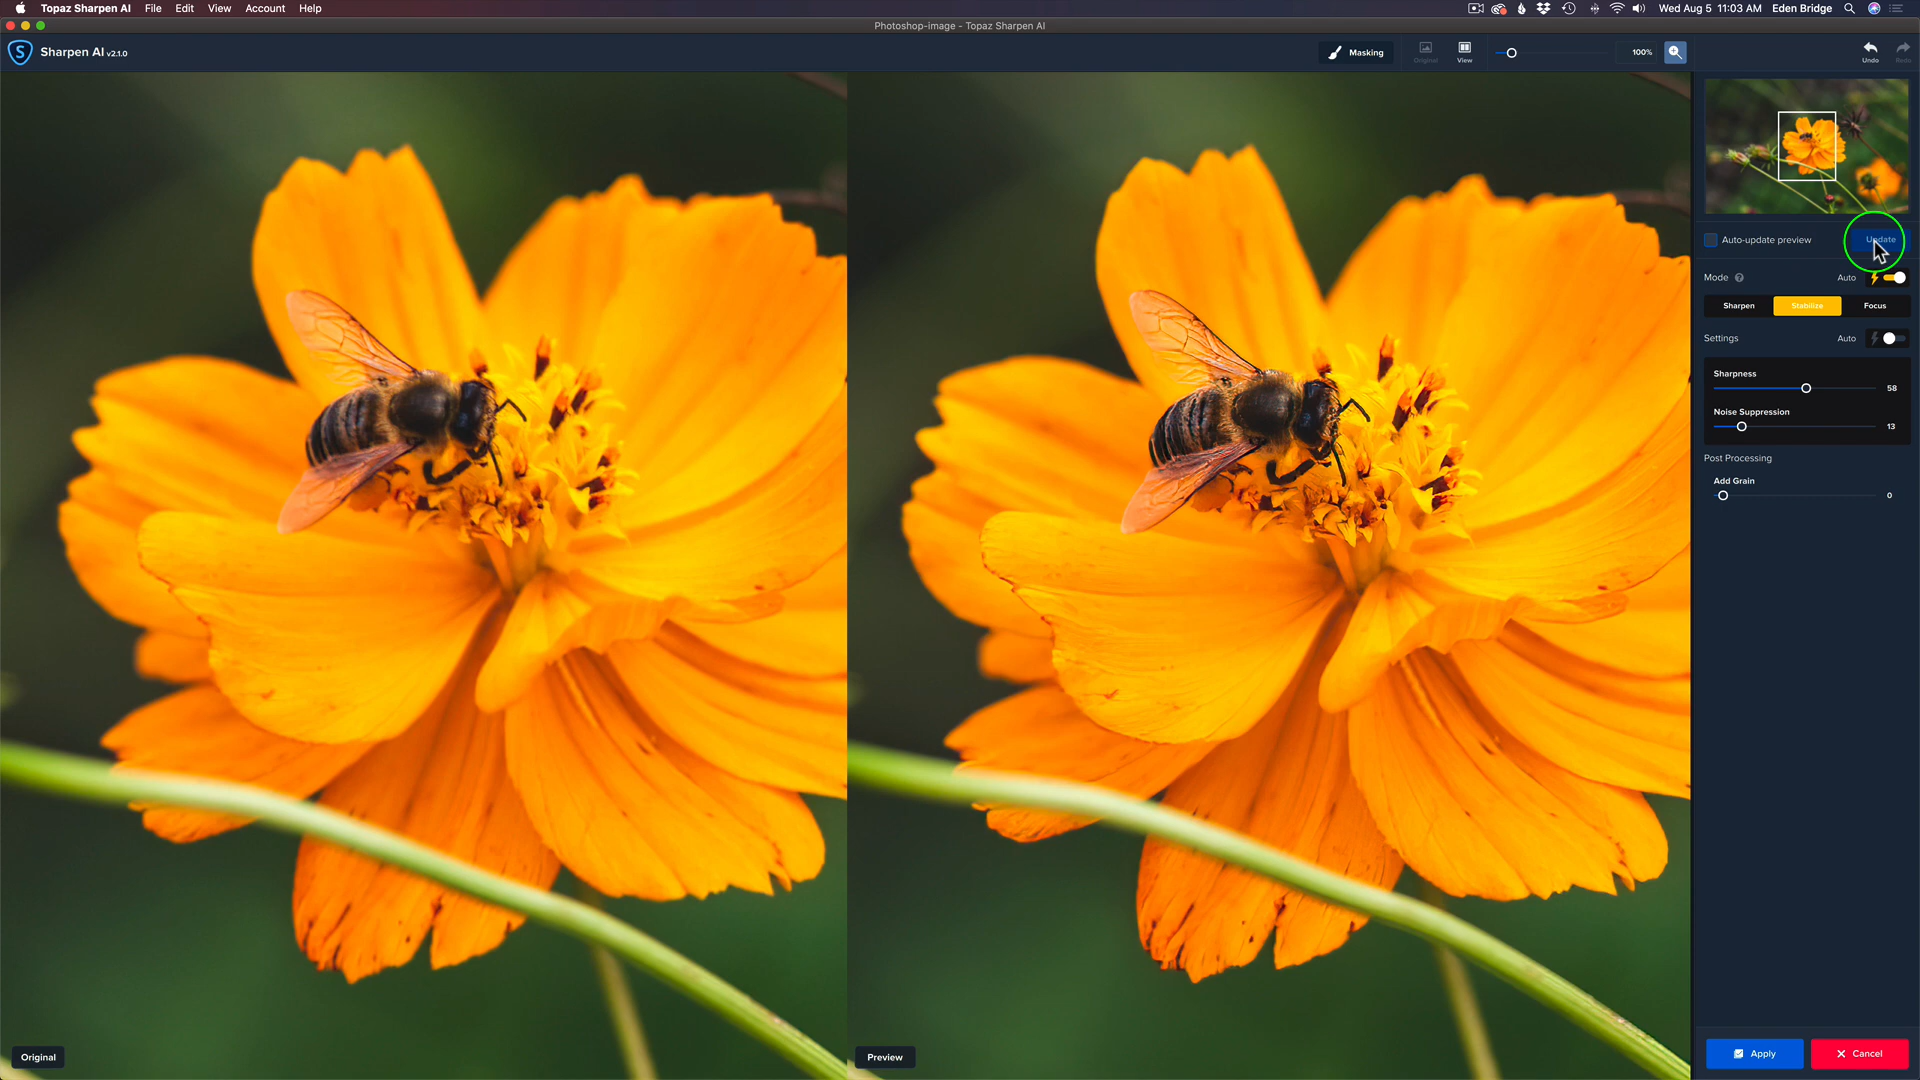 Topaz Sharpen AI File Edit View Account Help Wed Aug 5 11:03 AM Eden Bridge
Photoshop-image - Topaz Sharpen AI
Sharpen AI v2.1.0
Masking
Original
View
100%
Undo
Redo
Auto-update preview Update
Mode Auto
Sharpen Stabilize Focus
Settings Auto
Sharpness
58
Noise Suppression
13
Post Processing
Add Grain
0
Original
Preview
Apply Cancel